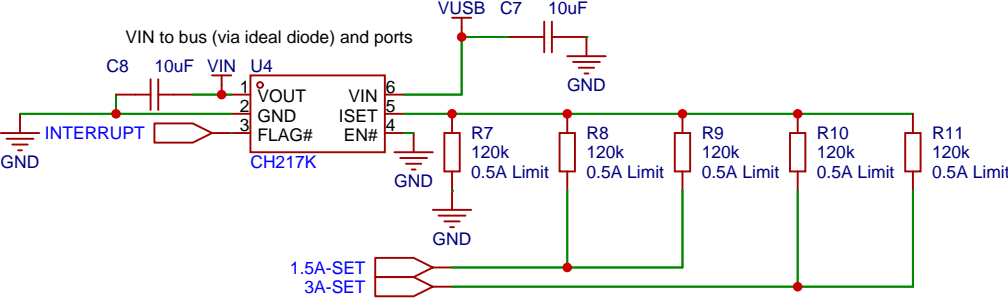 VUSB C7 10uF
VIN to bus (via ideal diode) and ports
GND
C8 10uF VIN U4
1 VOUT VIN 6
2 GND ISET 5
3 FLAG# EN# 4
INTERRUPT
CH217K
GND
GND
R7
120k
0.5A Limit
R8
120k
0.5A Limit
R9
120k
0.5A Limit
R10
120k
0.5A Limit
R11
120k
0.5A Limit
GND
1.5A-SET
3A-SET